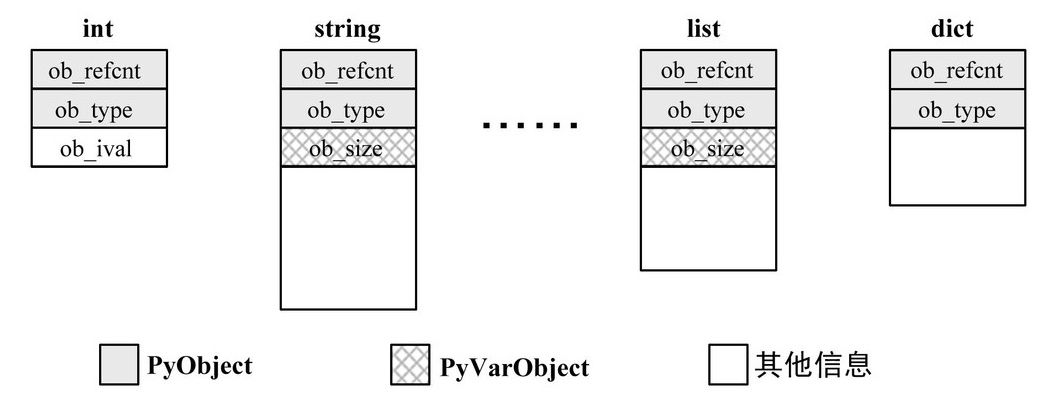 int string list dict
ob_refcnt ob_refcnt ob_refcnt ob_refcnt
ob_type ob_type ...... ob_type ob_type
ob_ival ob_size ob_size
PyObject PyVarObject 其他信息